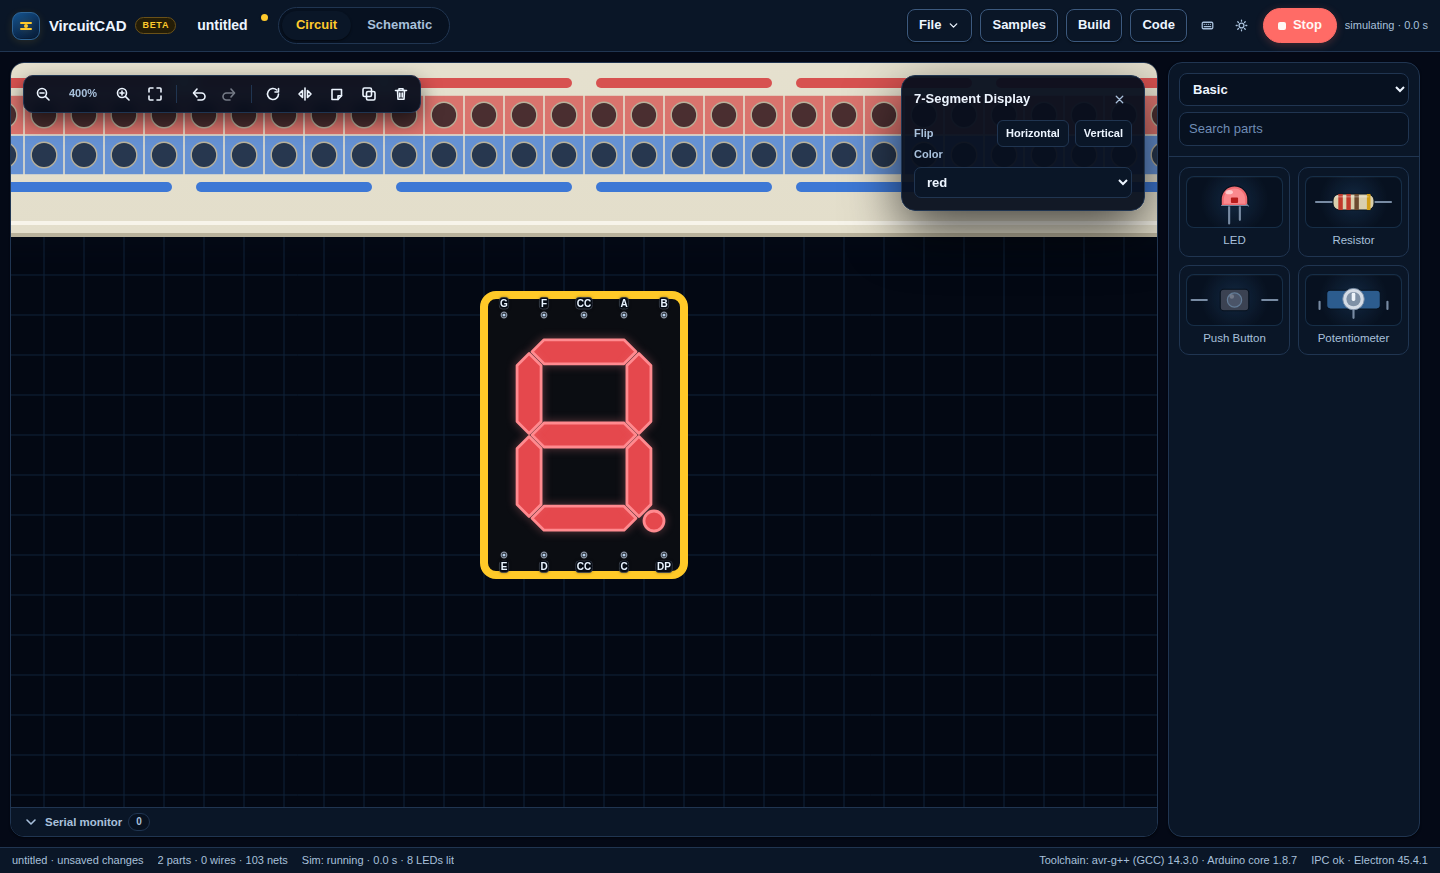 VircuitCAD BETA untitled Circuit Schematic File Samples Build Code Stop simulating · 0.0 s
400%
7-Segment Display
Flip Horizontal Vertical
Color
red
Basic
Search parts
LED Resistor
Push Button Potentiometer
G F CC A B
E D CC C DP
Serial monitor 0
untitled · unsaved changes 2 parts · 0 wires · 103 nets Sim: running · 0.0 s · 8 LEDs lit Toolchain: avr-g++ (GCC) 14.3.0 · Arduino core 1.8.7 IPC ok · Electron 45.4.1